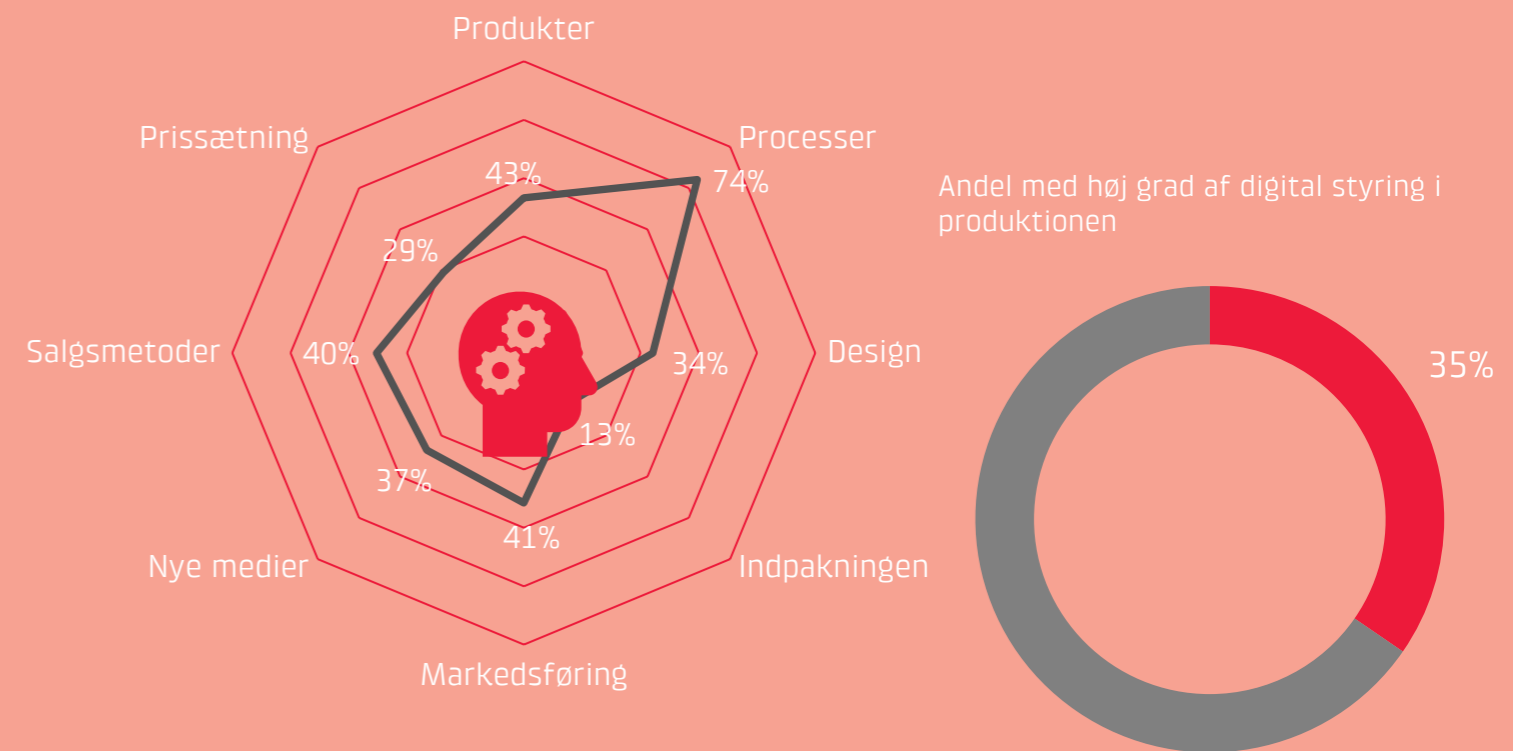 Produkter
Prissætning
Processer
43%
74%
Andel med høj grad af digital styring i
produktionen
29%
Salgsmetoder
40%
34%
Design
35%
13%
37%
41%
Nye medier
Indpakningen
Markedsføring